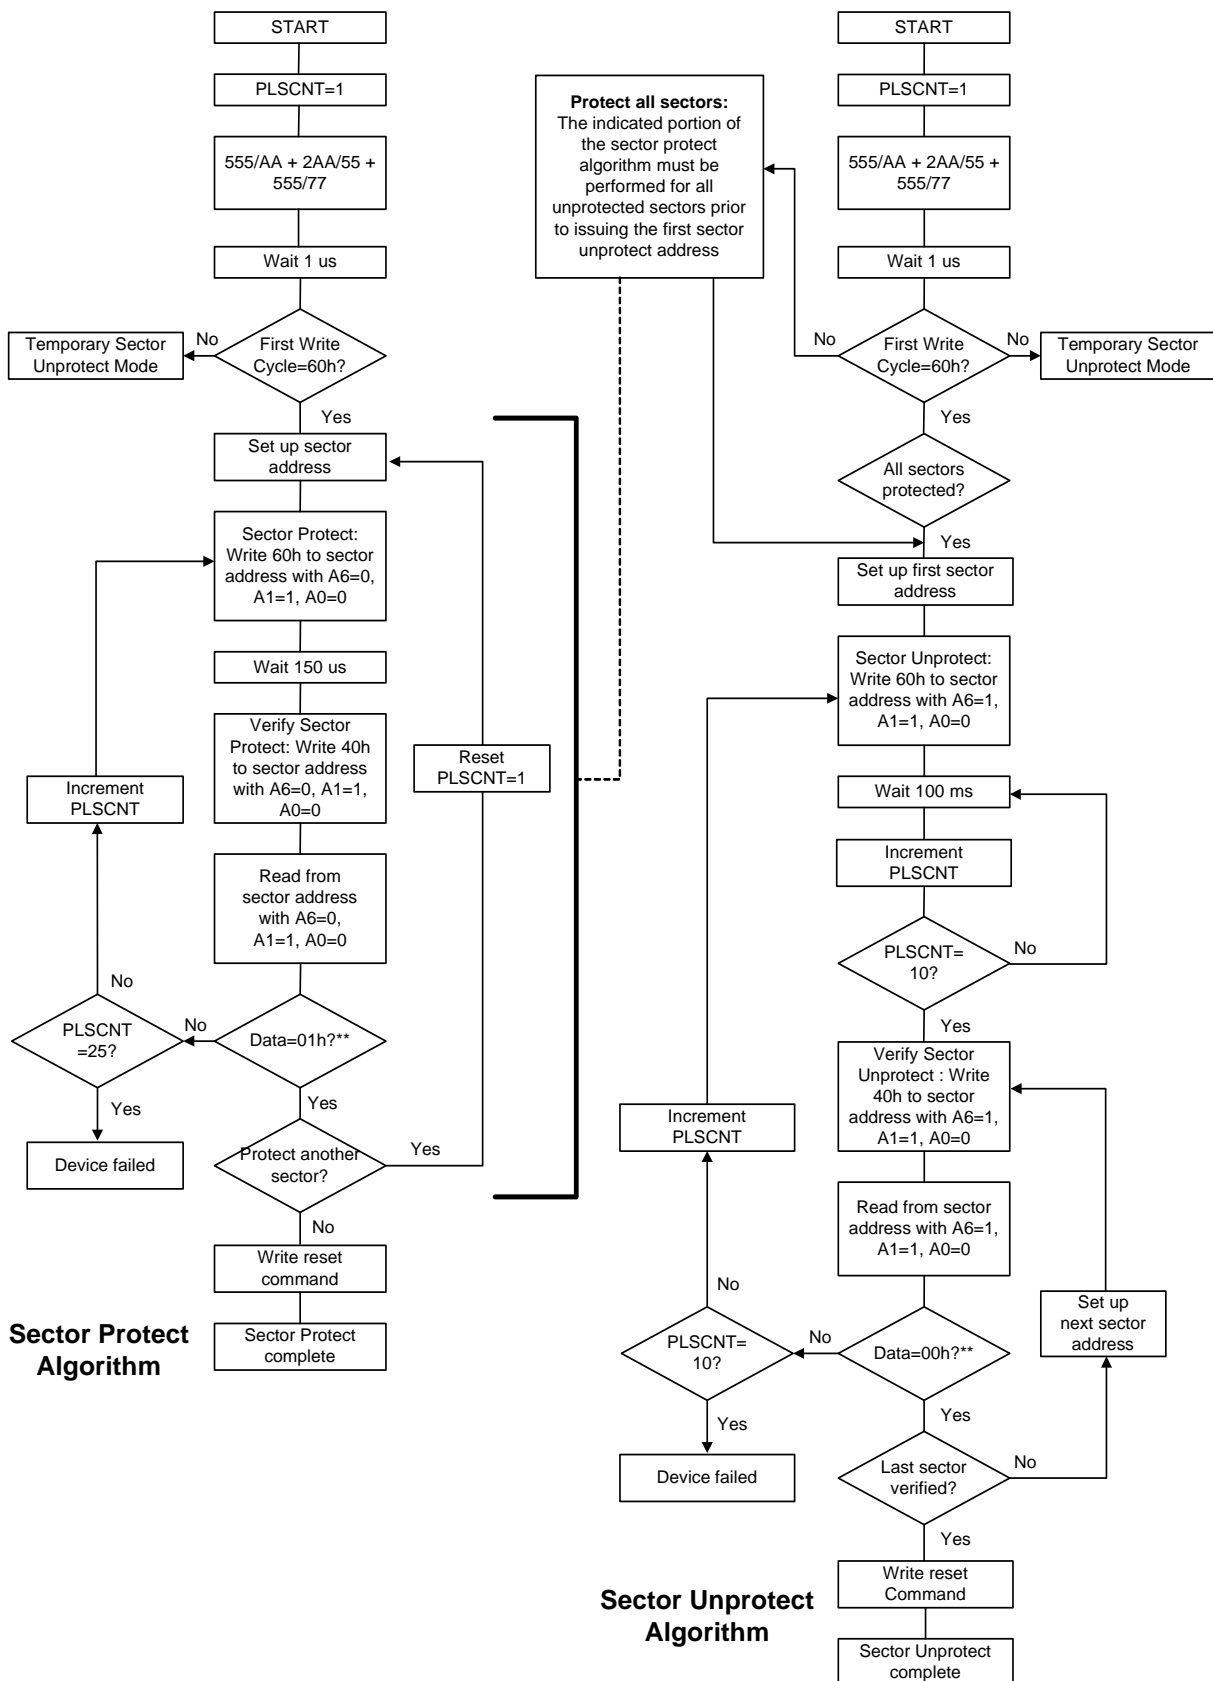 START
PLSCNT=1
555/AA + 2AA/55 +
555/77
Wait 1 us
First Write
Cycle=60h?
No
Temporary Sector
Unprotect Mode
Yes
Set up sector
address
Sector Protect:
Write 60h to sector
address with A6=0,
A1=1, A0=0
Wait 150 us
Verify Sector
Protect: Write 40h
to sector address
with A6=0, A1=1,
A0=0
Reset
PLSCNT=1
Increment
PLSCNT
Read from
sector address
with A6=0,
A1=1, A0=0
No
PLSCNT
=25?
No
Data=01h?**
Yes
Yes
Device failed
Protect another
sector?
Yes
No
Write reset
command
Sector Protect
complete
Sector Protect
Algorithm
Protect all sectors:
The indicated portion of
the sector protect
algorithm must be
performed for all
unprotected sectors prior
to issuing the first sector
unprotect address
START
PLSCNT=1
555/AA + 2AA/55 +
555/77
Wait 1 us
No
First Write
Cycle=60h?
No
Temporary Sector
Unprotect Mode
Yes
All sectors
protected?
Yes
Set up first sector
address
Sector Unprotect:
Write 60h to sector
address with A6=1,
A1=1, A0=0
Wait 100 ms
Increment
PLSCNT
PLSCNT=
10?
No
Yes
Verify Sector
Unprotect : Write
40h to sector
address with A6=1,
A1=1, A0=0
Increment
PLSCNT
Read from sector
address with A6=1,
A1=1, A0=0
No
Set up
next sector
address
PLSCNT=
10?
No
Data=00h?**
Yes
Yes
Device failed
Last sector
verified?
No
Yes
Write reset
Command
Sector Unprotect
complete
Sector Unprotect
Algorithm